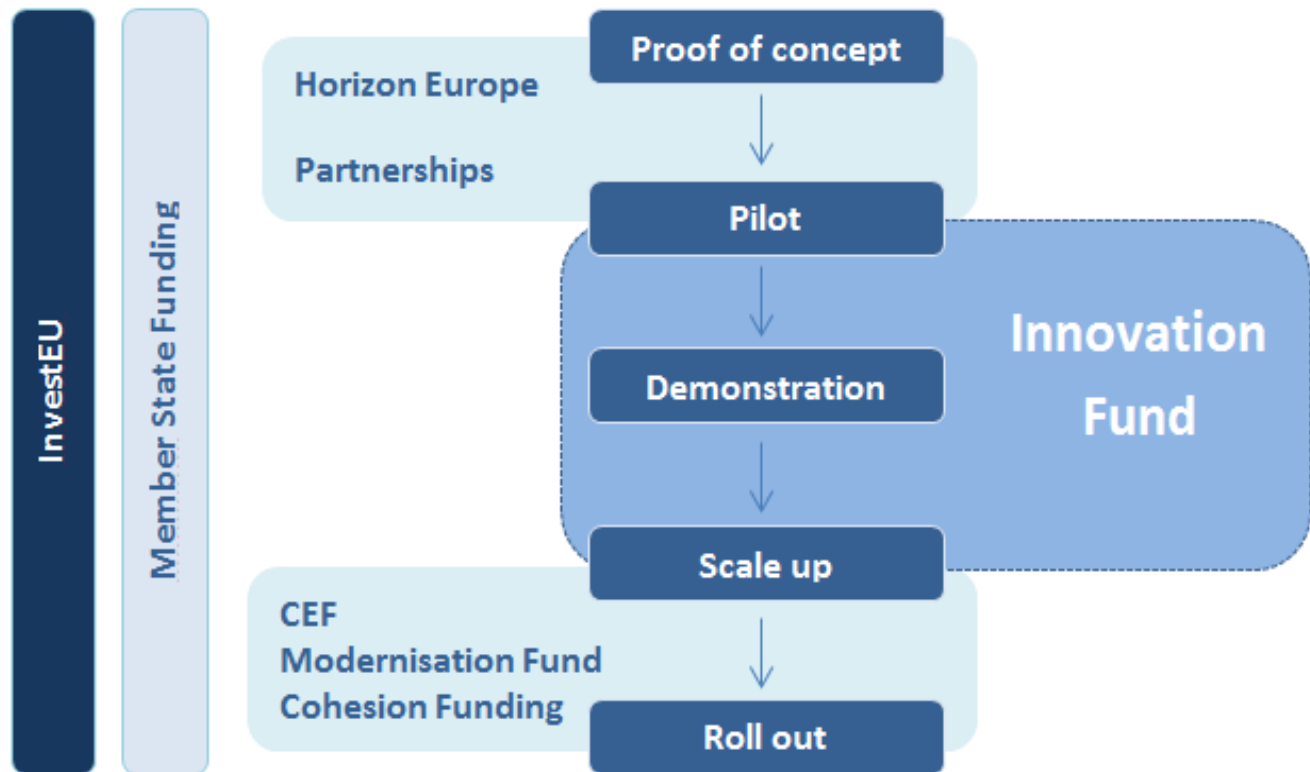 InvestEU
Member State Funding
Proof of concept
Horizon Europe
Partnerships
Pilot
Innovation
Fund
Demonstration
Scale up
CEF
Modernisation Fund
Cohesion Funding
Roll out